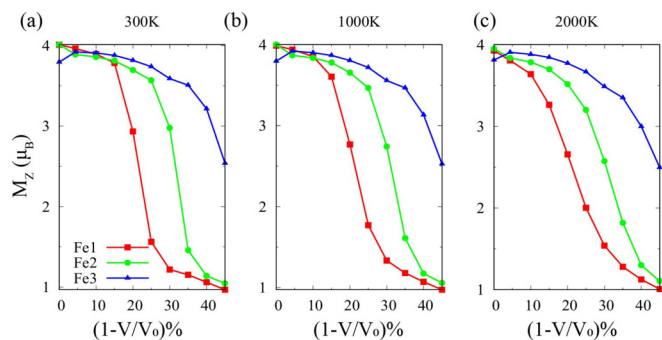 (a) 300K (b) 1000K (c) 2000K
4 4 4
3 3 3
2 2 2
1 1 1
M_Z (μ_B)
Fe1
Fe2
Fe3
0 10 20 30 40 0 10 20 30 40 0 10 20 30 40
(1-V/V₀)% (1-V/V₀)% (1-V/V₀)%